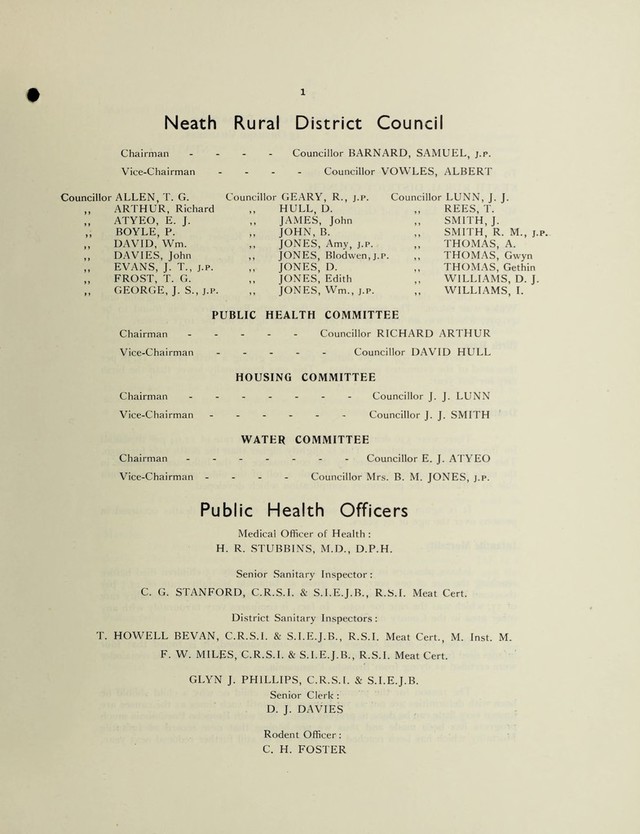 1
Neath Rural District Council
Chairman - - - - Councillor BARNARD, SAMUEL, J.P.
Vice-Chairman - - - - Councillor VOWLES, ALBERT
Councillor ALLEN, T. G. Councillor GEARY, R., J.P. Councillor LUNN, J. J.
,, ARTHUR, Richard ,, HULL, D. ,, REES, T.
,, ATYEO, E. J. ,, JAMES, John ,, SMITH, J.
,, BOYLE, P. ,, JOHN, B. ,, SMITH, R. M., J.P.
,, DAVID, Wm. ,, JONES, Amy, J.P. ,, THOMAS, A.
,, DAVIES, John ,, JONES, Blodwen, J.P. ,, THOMAS, Gwyn
,, EVANS, J. T., J.P. ,, JONES, D. ,, THOMAS, Gethin
,, FROST, T. G. ,, JONES, Edith ,, WILLIAMS, D. J.
,, GEORGE, J. S., J.P. ,, JONES, Wm., J.P. ,, WILLIAMS, I.
PUBLIC HEALTH COMMITTEE
Chairman - - - - - Councillor RICHARD ARTHUR
Vice-Chairman - - - - - Councillor DAVID HULL
HOUSING COMMITTEE
Chairman - - - - - - - Councillor J. J. LUNN
Vice-Chairman - - - - - - Councillor J. J. SMITH
WATER COMMITTEE
Chairman - - - - - - - Councillor E. J. ATYEO
Vice-Chairman - - - - Councillor Mrs. B. M. JONES, J.P.
Public Health Officers
Medical Officer of Health :
H. R. STUBBINS, M.D., D.P.H.
Senior Sanitary Inspector :
C. G. STANFORD, C.R.S.I. & S.I.E.J.B., R.S.I. Meat Cert.
District Sanitary Inspectors :
T. HOWELL BEVAN, C.R.S.I. & S.I.E.J.B., R.S.I. Meat Cert., M. Inst. M.
F. W. MILES, C.R.S.I. & S.I.E.J.B., R.S.I. Meat Cert.
GLYN J. PHILLIPS, C.R.S.I. & S.I.E.J.B.
Senior Clerk :
D. J. DAVIES
Rodent Officer :
C. H. FOSTER